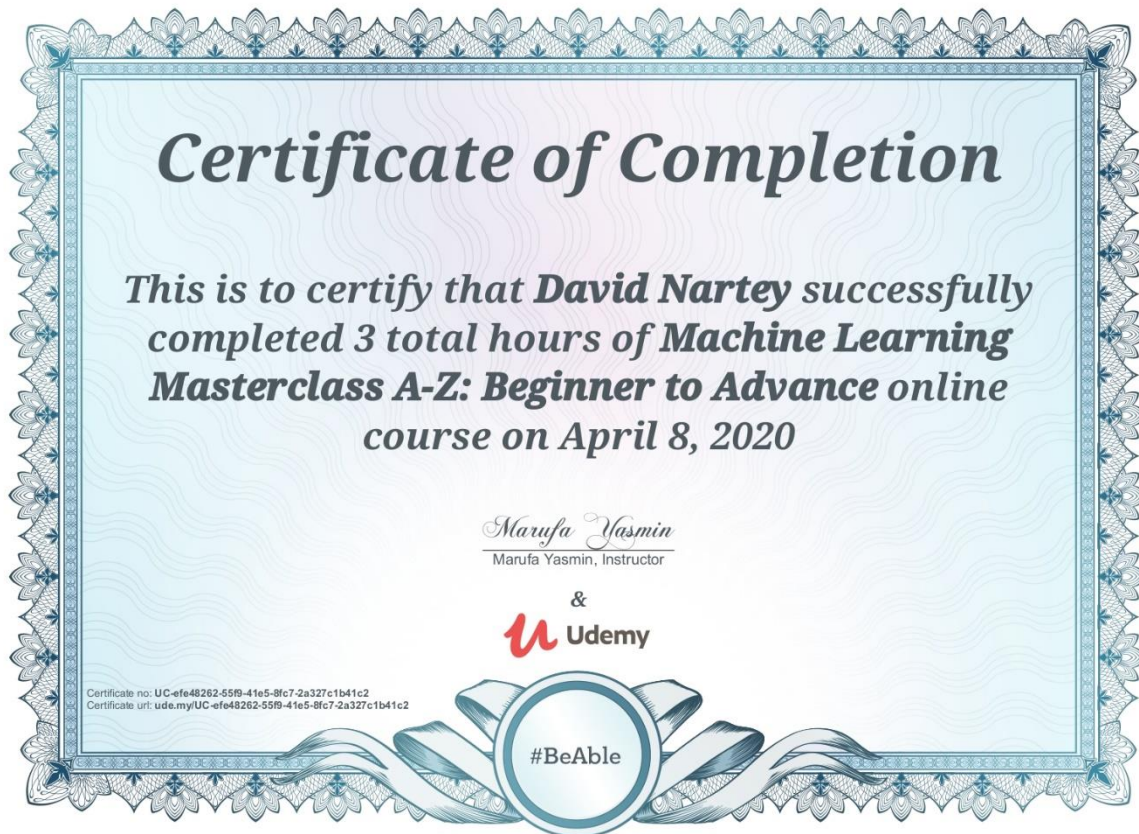 Certificate of Completion
This is to certify that David Nartey successfully
completed 3 total hours of Machine Learning
Masterclass A-Z: Beginner to Advance online
course on April 8, 2020
Marufa Yasmin
Marufa Yasmin, Instructor
&
Udemy
Certificate no: UC-efe48262-55f9-41e5-8fc7-2a327c1b41c2
Certificate url: ude.my/UC-efe48262-55f9-41e5-8fc7-2a327c1b41c2
#BeAble